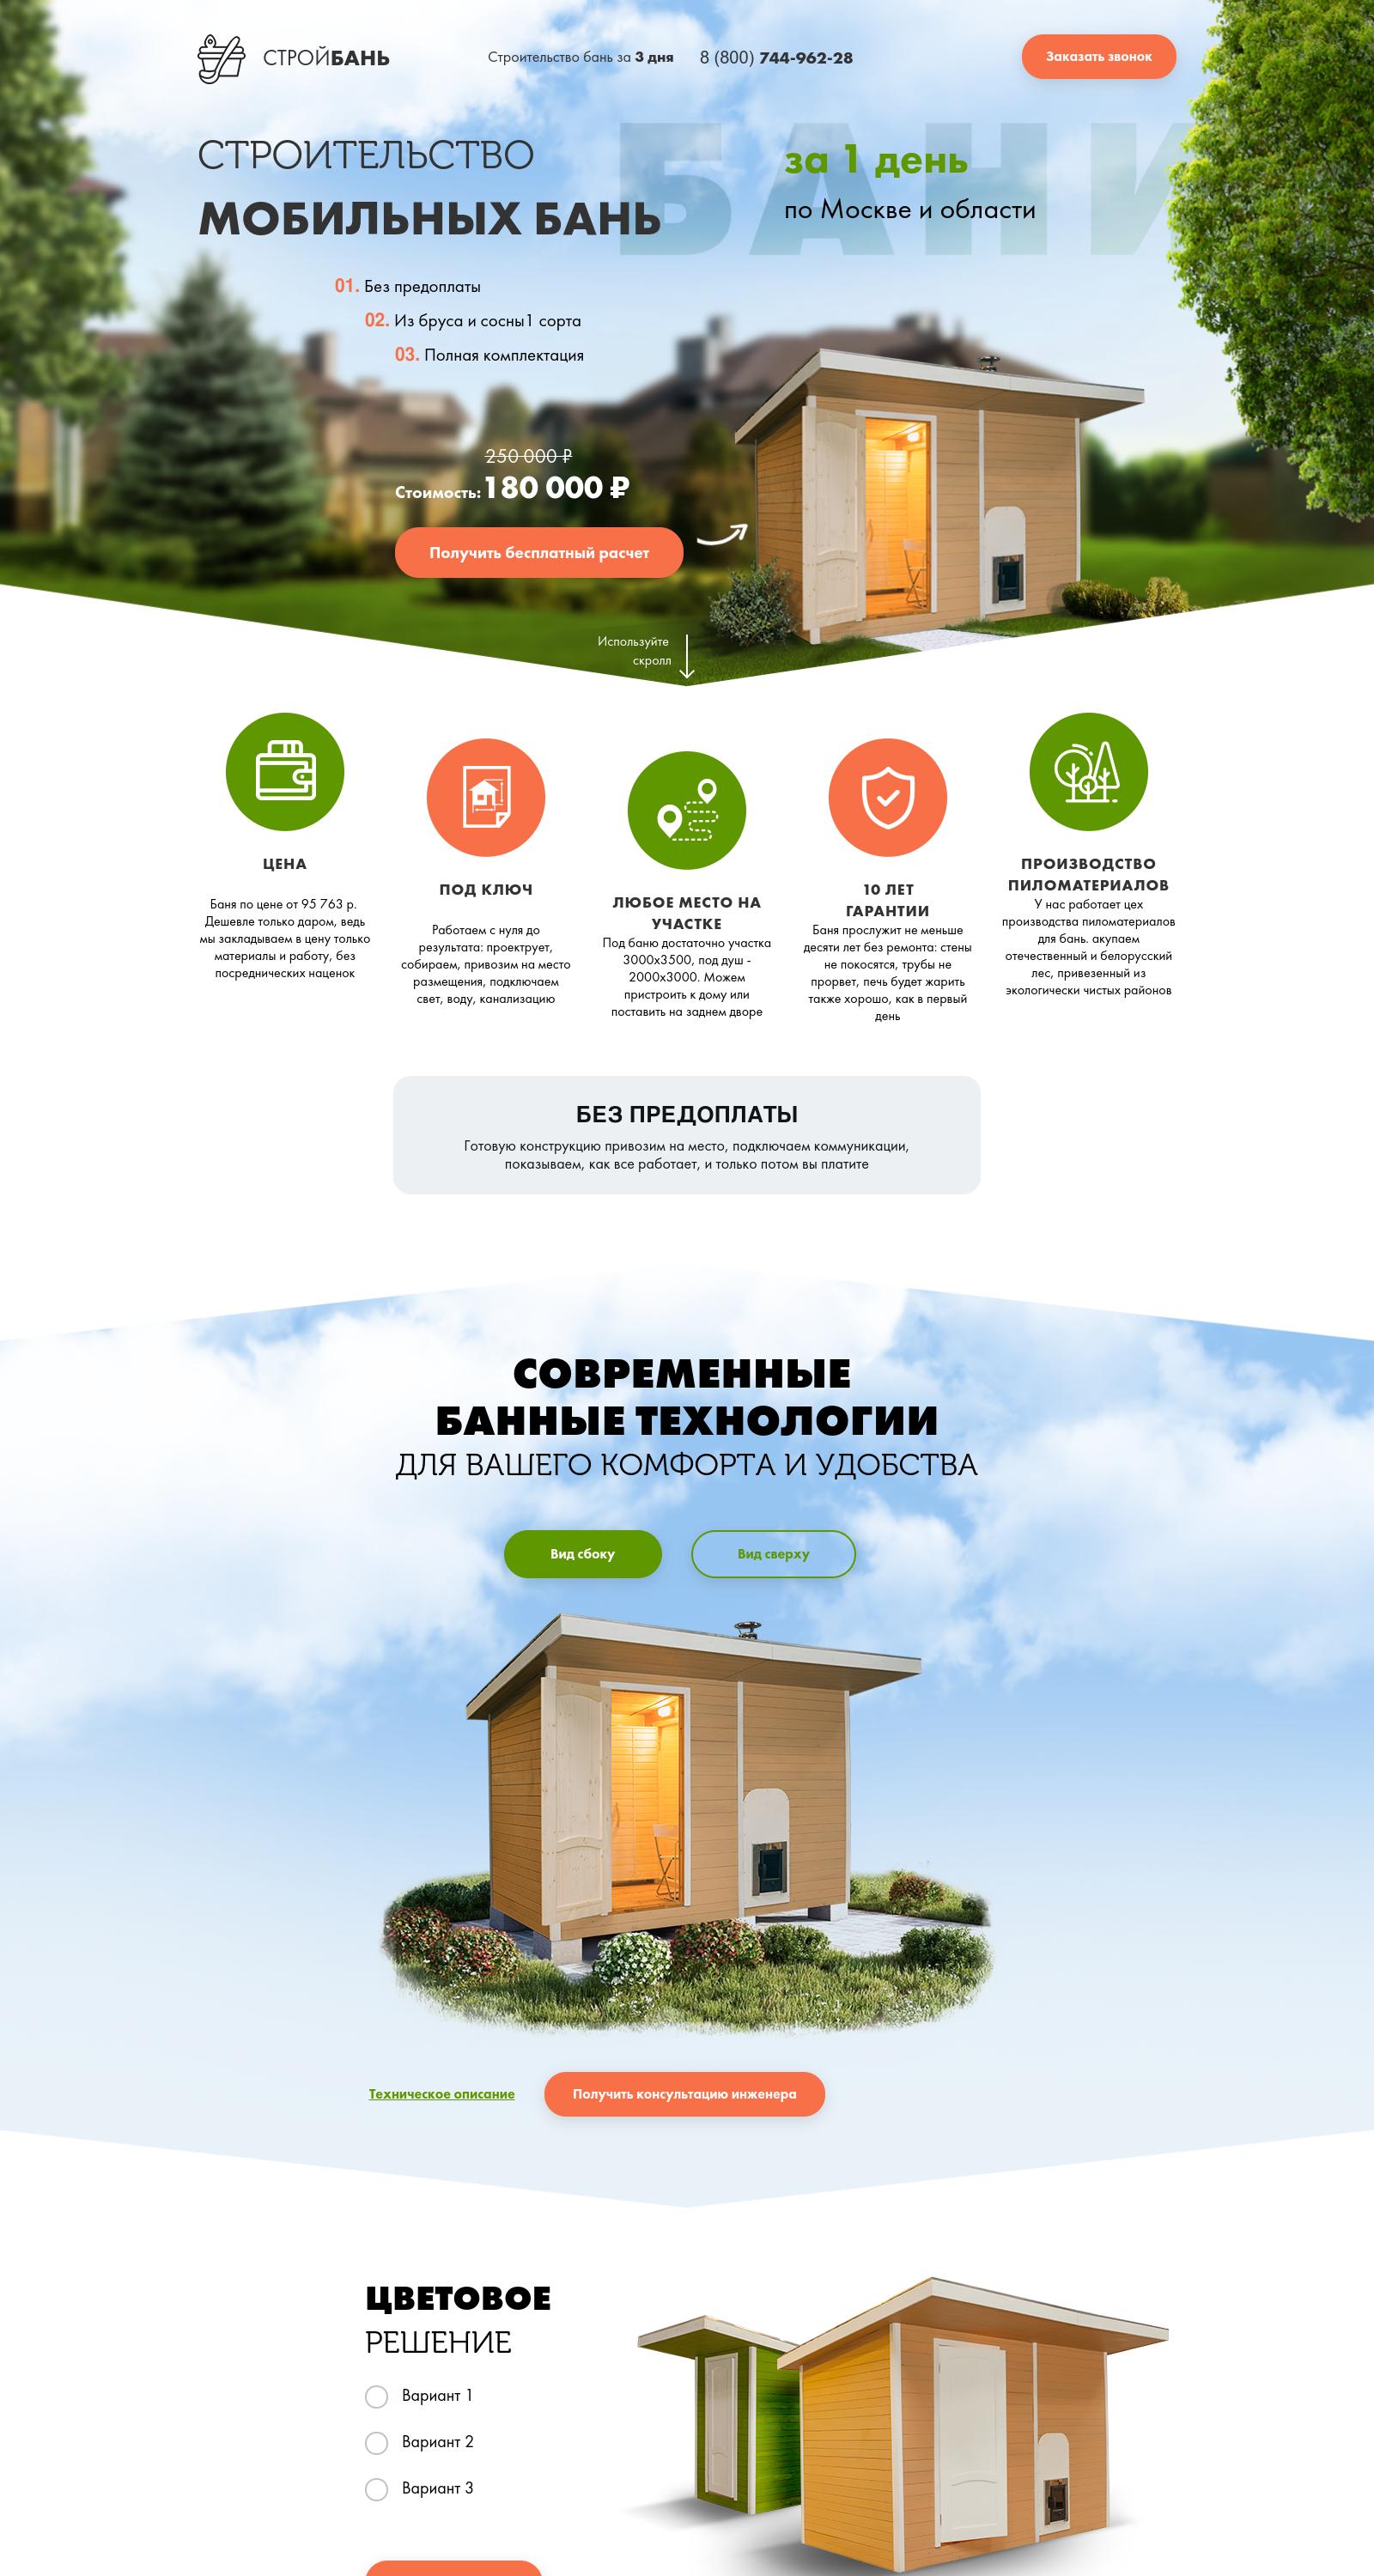 СТРОЙБАНЬ
Строительство бань за 3 дня
8 (800) 744-962-28
Заказать звонок
БАНИ
СТРОИТЕЛЬСТВО
МОБИЛЬНЫХ БАНЬ
за 1 день
по Москве и области
01. Без предоплаты
02. Из бруса и сосны1 сорта
03. Полная комплектация
250 000 ₽
Стоимость: 180 000 ₽
Получить бесплатный расчет
Используйте
скролл
ЦЕНА
Баня по цене от 95 763 р.
Дешевле только даром, ведь
мы закладываем в цену только
материалы и работу, без
посреднических наценок
ПОД КЛЮЧ
Работаем с нуля до
результата: проектрует,
собираем, привозим на место
размещения, подключаем
свет, воду, канализацию
ЛЮБОЕ МЕСТО НА
УЧАСТКЕ
Под баню достаточно участка
3000х3500, под душ -
2000х3000. Можем
пристроить к дому или
поставить на заднем дворе
10 ЛЕТ
ГАРАНТИИ
Баня прослужит не меньше
десяти лет без ремонта: стены
не покосятся, трубы не
прорвет, печь будет жарить
также хорошо, как в первый
день
ПРОИЗВОДСТВО
ПИЛОМАТЕРИАЛОВ
У нас работает цех
производства пиломатериалов
для бань. акупаем
отечественный и белорусский
лес, привезенный из
экологически чистых районов
БЕЗ ПРЕДОПЛАТЫ
Готовую конструкцию привозим на место, подключаем коммуникации,
показываем, как все работает, и только потом вы платите
СОВРЕМЕННЫЕ
БАННЫЕ ТЕХНОЛОГИИ
ДЛЯ ВАШЕГО КОМФОРТА И УДОБСТВА
Вид сбоку
Вид сверху
Техническое описание
Получить консультацию инженера
ЦВЕТОВОЕ
РЕШЕНИЕ
Вариант 1
Вариант 2
Вариант 3